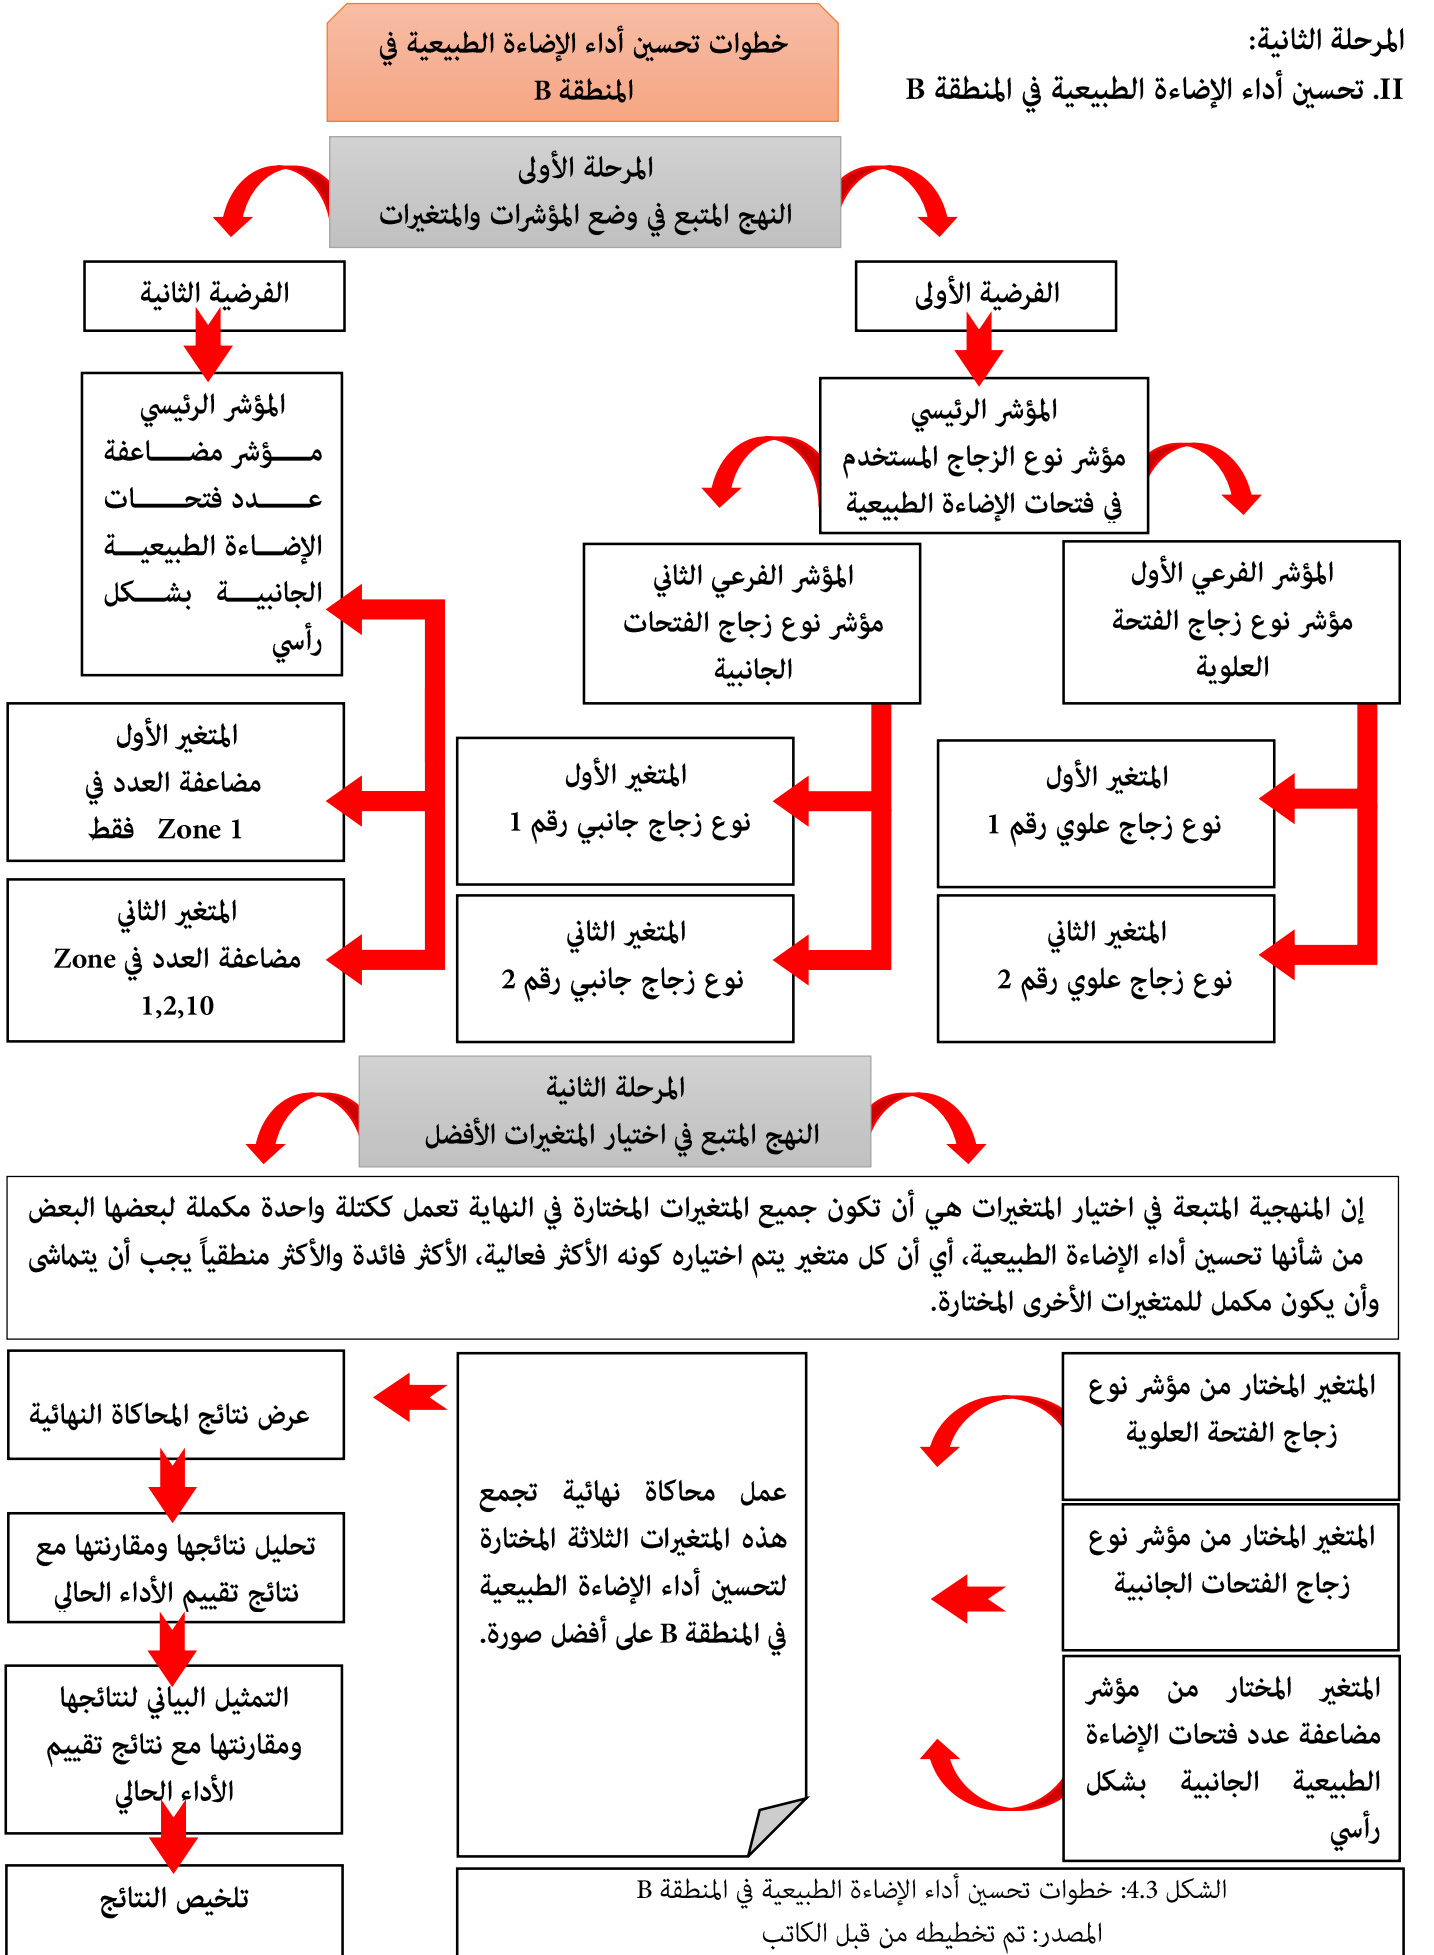 المرحلة الثانية:
II. تحسين أداء الإضاءة الطبيعية في المنطقة B
خطوات تحسين أداء الإضاءة الطبيعية في
المنطقة B
المرحلة الأولى
النهج المتبع في وضع المؤشرات والمتغيرات
الفرضية الأولى
الفرضية الثانية
المؤشر الرئيسي
مؤشر نوع الزجاج المستخدم
في فتحات الإضاءة الطبيعية
المؤشر الرئيسي
مؤشر مضاعفة
عدد فتحات
الإضاءة الطبيعية
الجانبية بشكل
رأسي
المؤشر الفرعي الأول
مؤشر نوع زجاج الفتحة
العلوية
المؤشر الفرعي الثاني
مؤشر نوع زجاج الفتحات
الجانبية
المتغير الأول
نوع زجاج علوي رقم 1
المتغير الأول
نوع زجاج جانبي رقم 1
المتغير الأول
مضاعفة العدد في
Zone 1 فقط
المتغير الثاني
نوع زجاج علوي رقم 2
المتغير الثاني
نوع زجاج جانبي رقم 2
المتغير الثاني
مضاعفة العدد في Zone
1,2,10
المرحلة الثانية
النهج المتبع في اختيار المتغيرات الأفضل
إن المنهجية المتبعة في اختيار المتغيرات هي أن تكون جميع المتغيرات المختارة في النهاية تعمل ككتلة واحدة مكملة لبعضها البعض
من شأنها تحسين أداء الإضاءة الطبيعية، أي أن كل متغير يتم اختياره كونه الأكثر فعالية، الأكثر فائدة والأكثر منطقياً يجب أن يتماشى
وأن يكون مكمل للمتغيرات الأخرى المختارة.
المتغير المختار من مؤشر نوع
زجاج الفتحة العلوية
المتغير المختار من مؤشر نوع
زجاج الفتحات الجانبية
المتغير المختار من مؤشر
مضاعفة عدد فتحات الإضاءة
الطبيعية الجانبية بشكل
رأسي
عمل محاكاة نهائية تجمع
هذه المتغيرات الثلاثة المختارة
لتحسين أداء الإضاءة الطبيعية
في المنطقة B على أفضل صورة.
عرض نتائج المحاكاة النهائية
تحليل نتائجها ومقارنتها مع
نتائج تقييم الأداء الحالي
التمثيل البياني لنتائجها
ومقارنتها مع نتائج تقييم
الأداء الحالي
تلخيص النتائج
الشكل 4.3: خطوات تحسين أداء الإضاءة الطبيعية في المنطقة B
المصدر: تم تخطيطه من قبل الكاتب